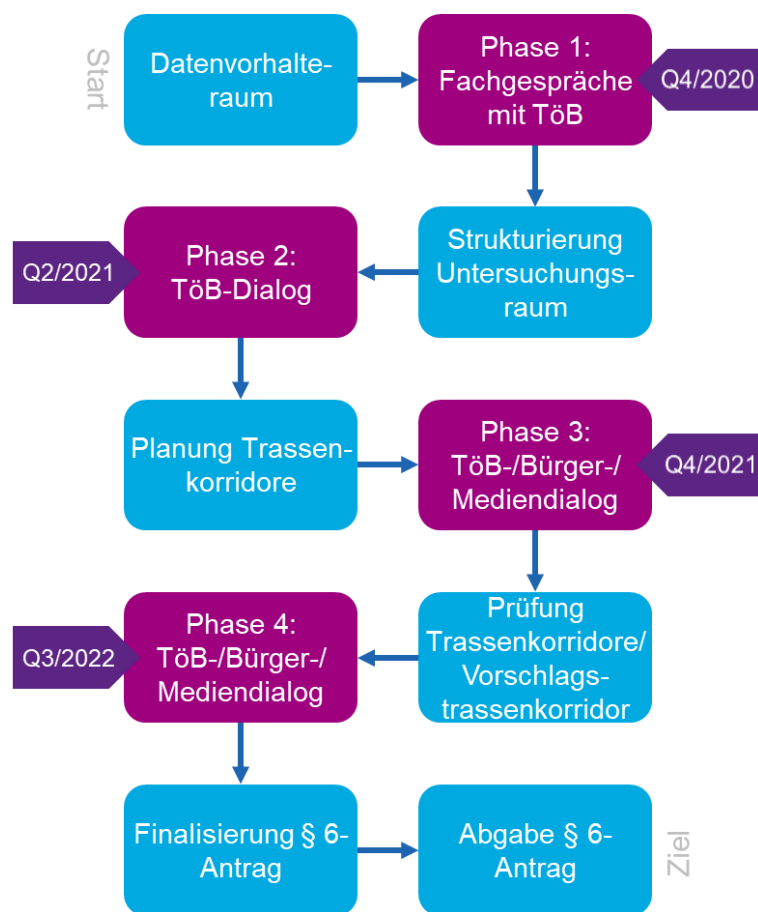 Start
Datenvorhalte-
raum
Phase 1:
Fachgespräche
mit TöB
Q4/2020
Strukturierung
Untersuchungs-
raum
Phase 2:
TöB-Dialog
Q2/2021
Planung Trassen-
korridore
Phase 3:
TöB-/Bürger-/
Mediendialog
Q4/2021
Prüfung
Trassenkorridore/
Vorschlags-
trassenkorridor
Phase 4:
TöB-/Bürger-/
Mediendialog
Q3/2022
Finalisierung § 6-
Antrag
Abgabe § 6-
Antrag
Ziel